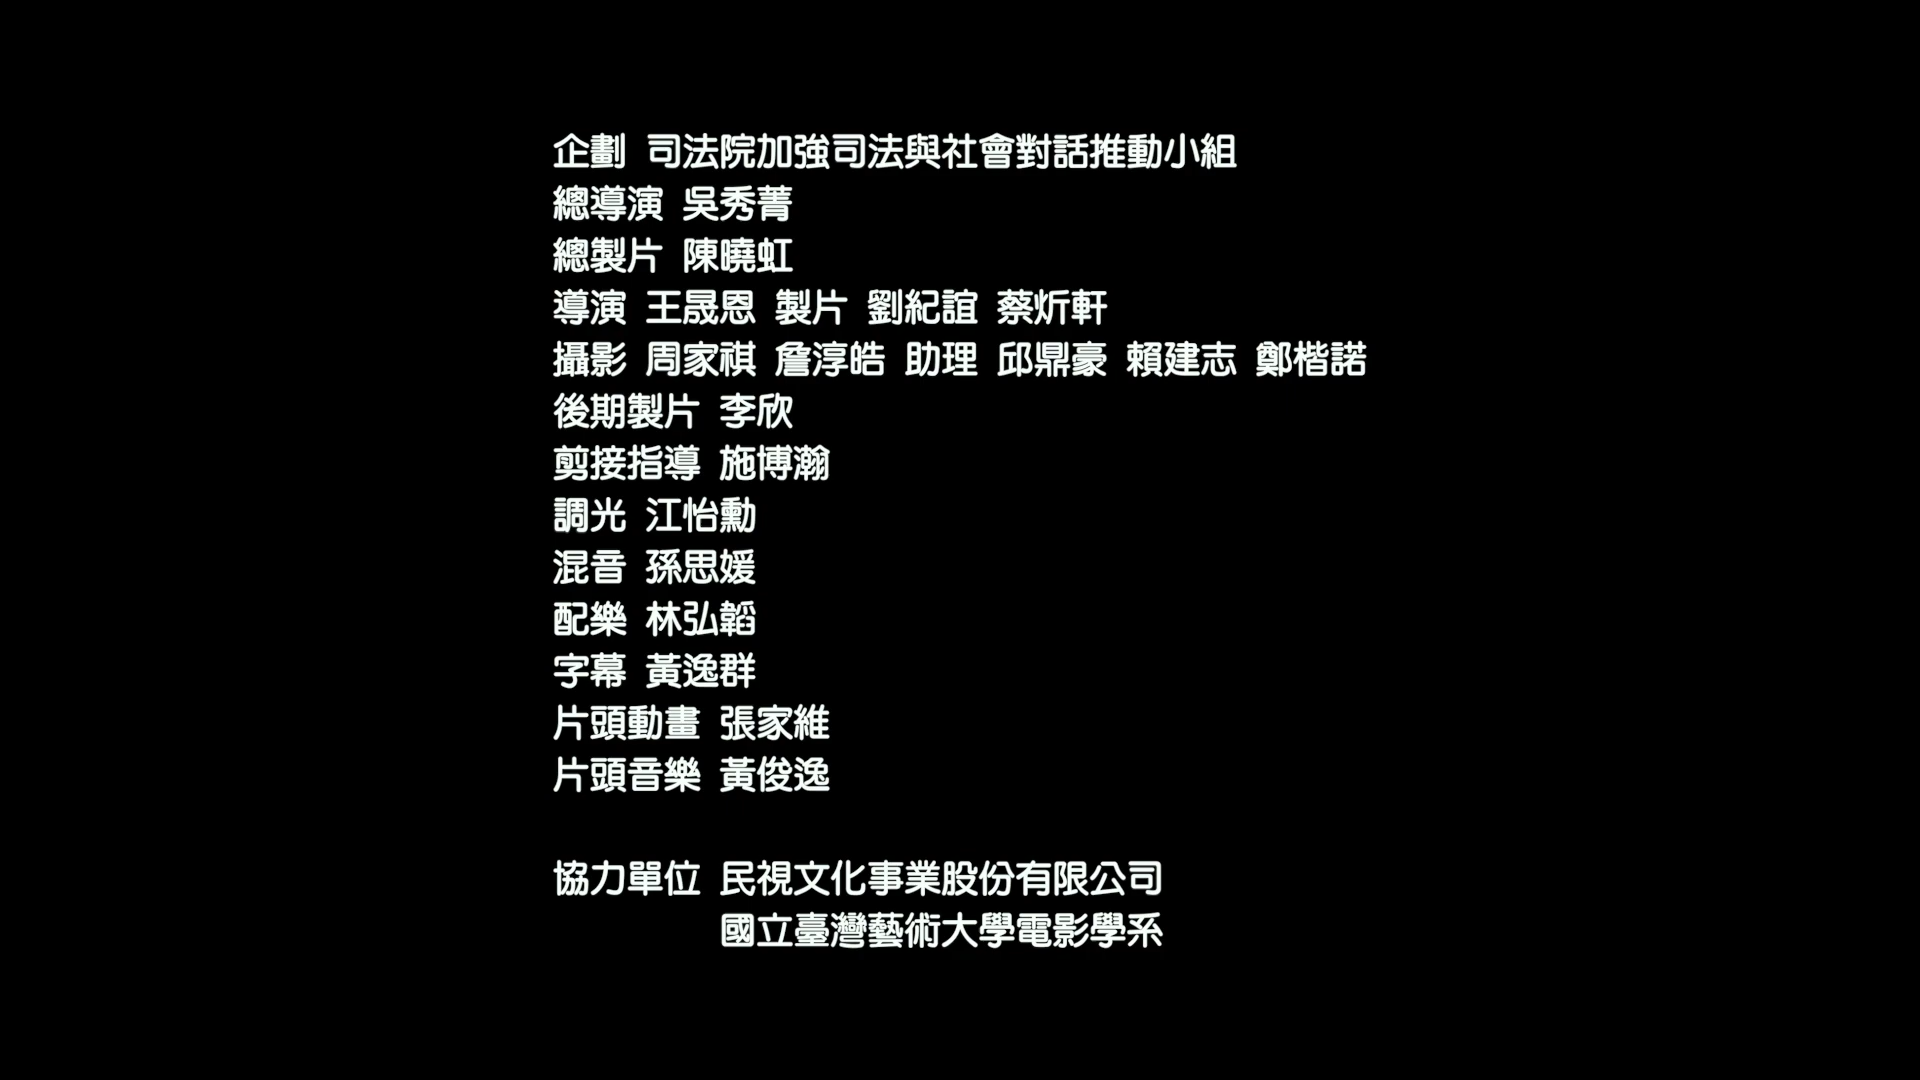 企劃 司法院加強司法與社會對話推動小組
總導演 吳秀菁
總製片 陳曉虹
導演 王晟恩 製片 劉紀誼 蔡炘軒
攝影 周家祺 詹淳皓 助理 邱鼎豪 賴建志 鄭楷諾
後期製片 李欣
剪接指導 施博瀚
調光 江怡勳
混音 孫思媛
配樂 林弘韜
字幕 黃逸群
片頭動畫 張家維
片頭音樂 黃俊逸
協力單位 民視文化事業股份有限公司
國立臺灣藝術大學電影學系